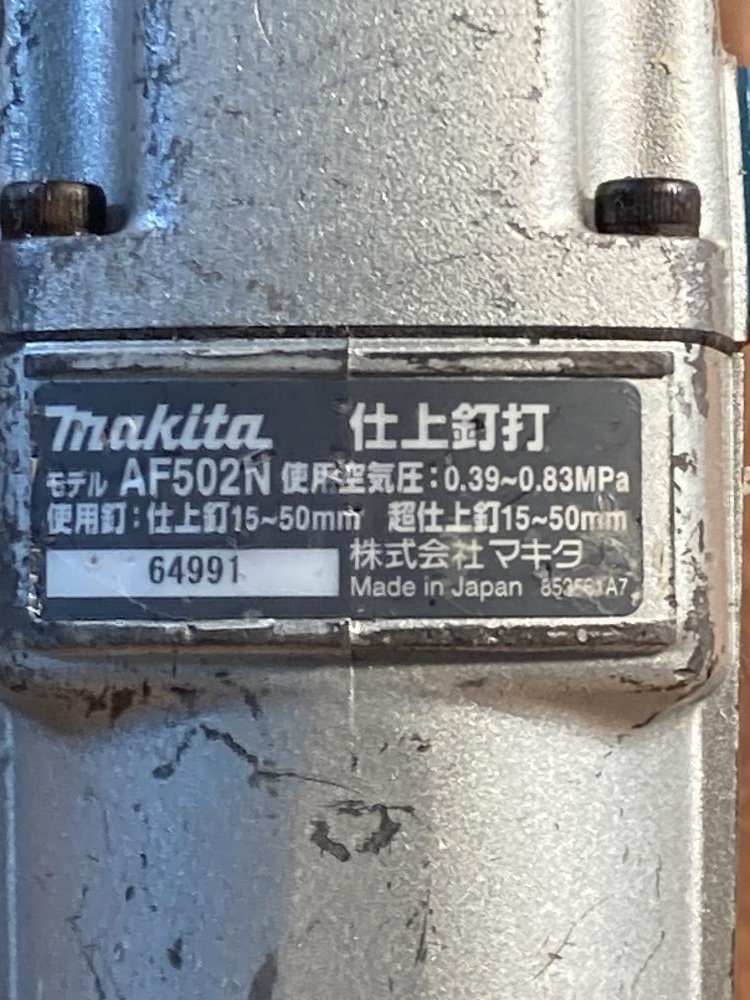 makita 仕上釘打
モデル AF502N 使用空気圧:0.39~0.83MPa
使用釘:仕上釘15~50mm 超仕上釘15~50mm
株式会社マキタ
64991
Made in Japan